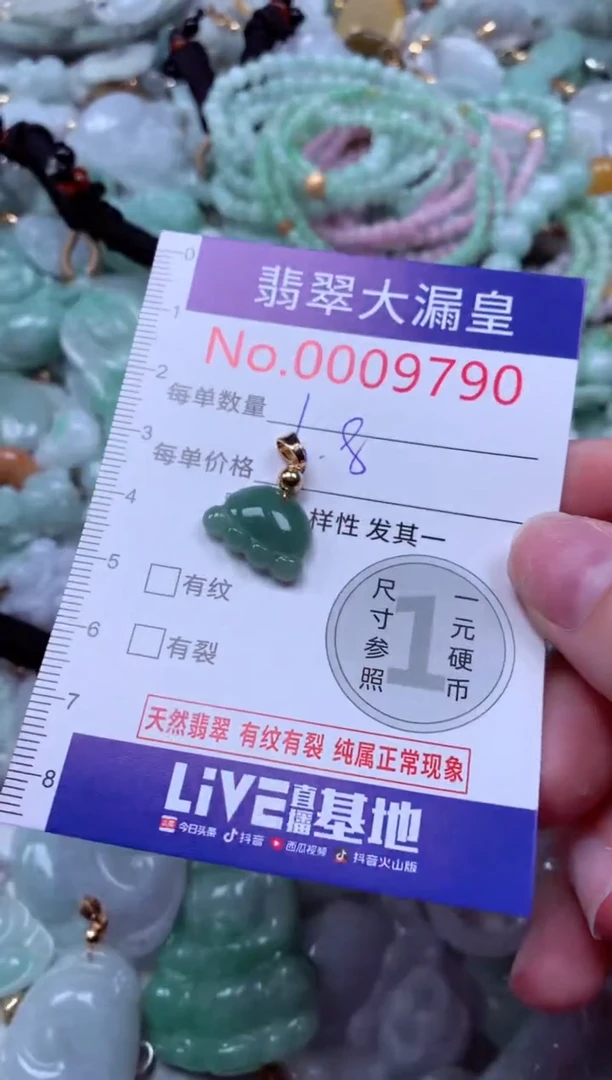 翡翠大漏皇
No.0009790
每单数量 1
每单价格 8
样性 发其一
有纹
有裂
1
尺寸参照
一元硬币
天然翡翠 有纹有裂 纯属正常现象
LiVE直播基地
今日头条 抖音 西瓜视频 抖音火山版
0
1
2
3
4
5
6
7
8